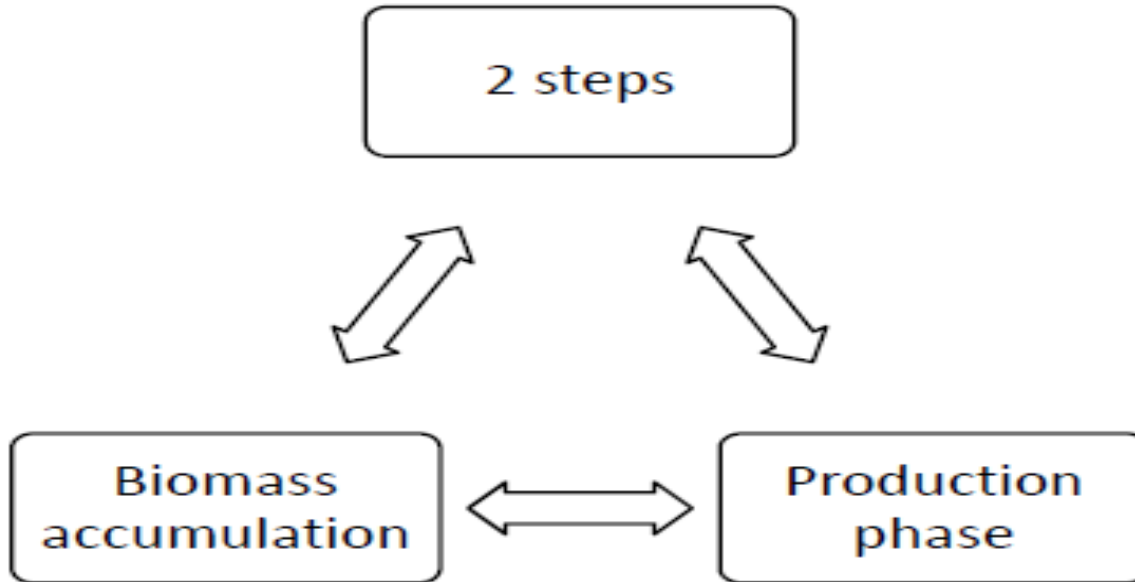 2 steps
Biomass
accumulation
Production
phase